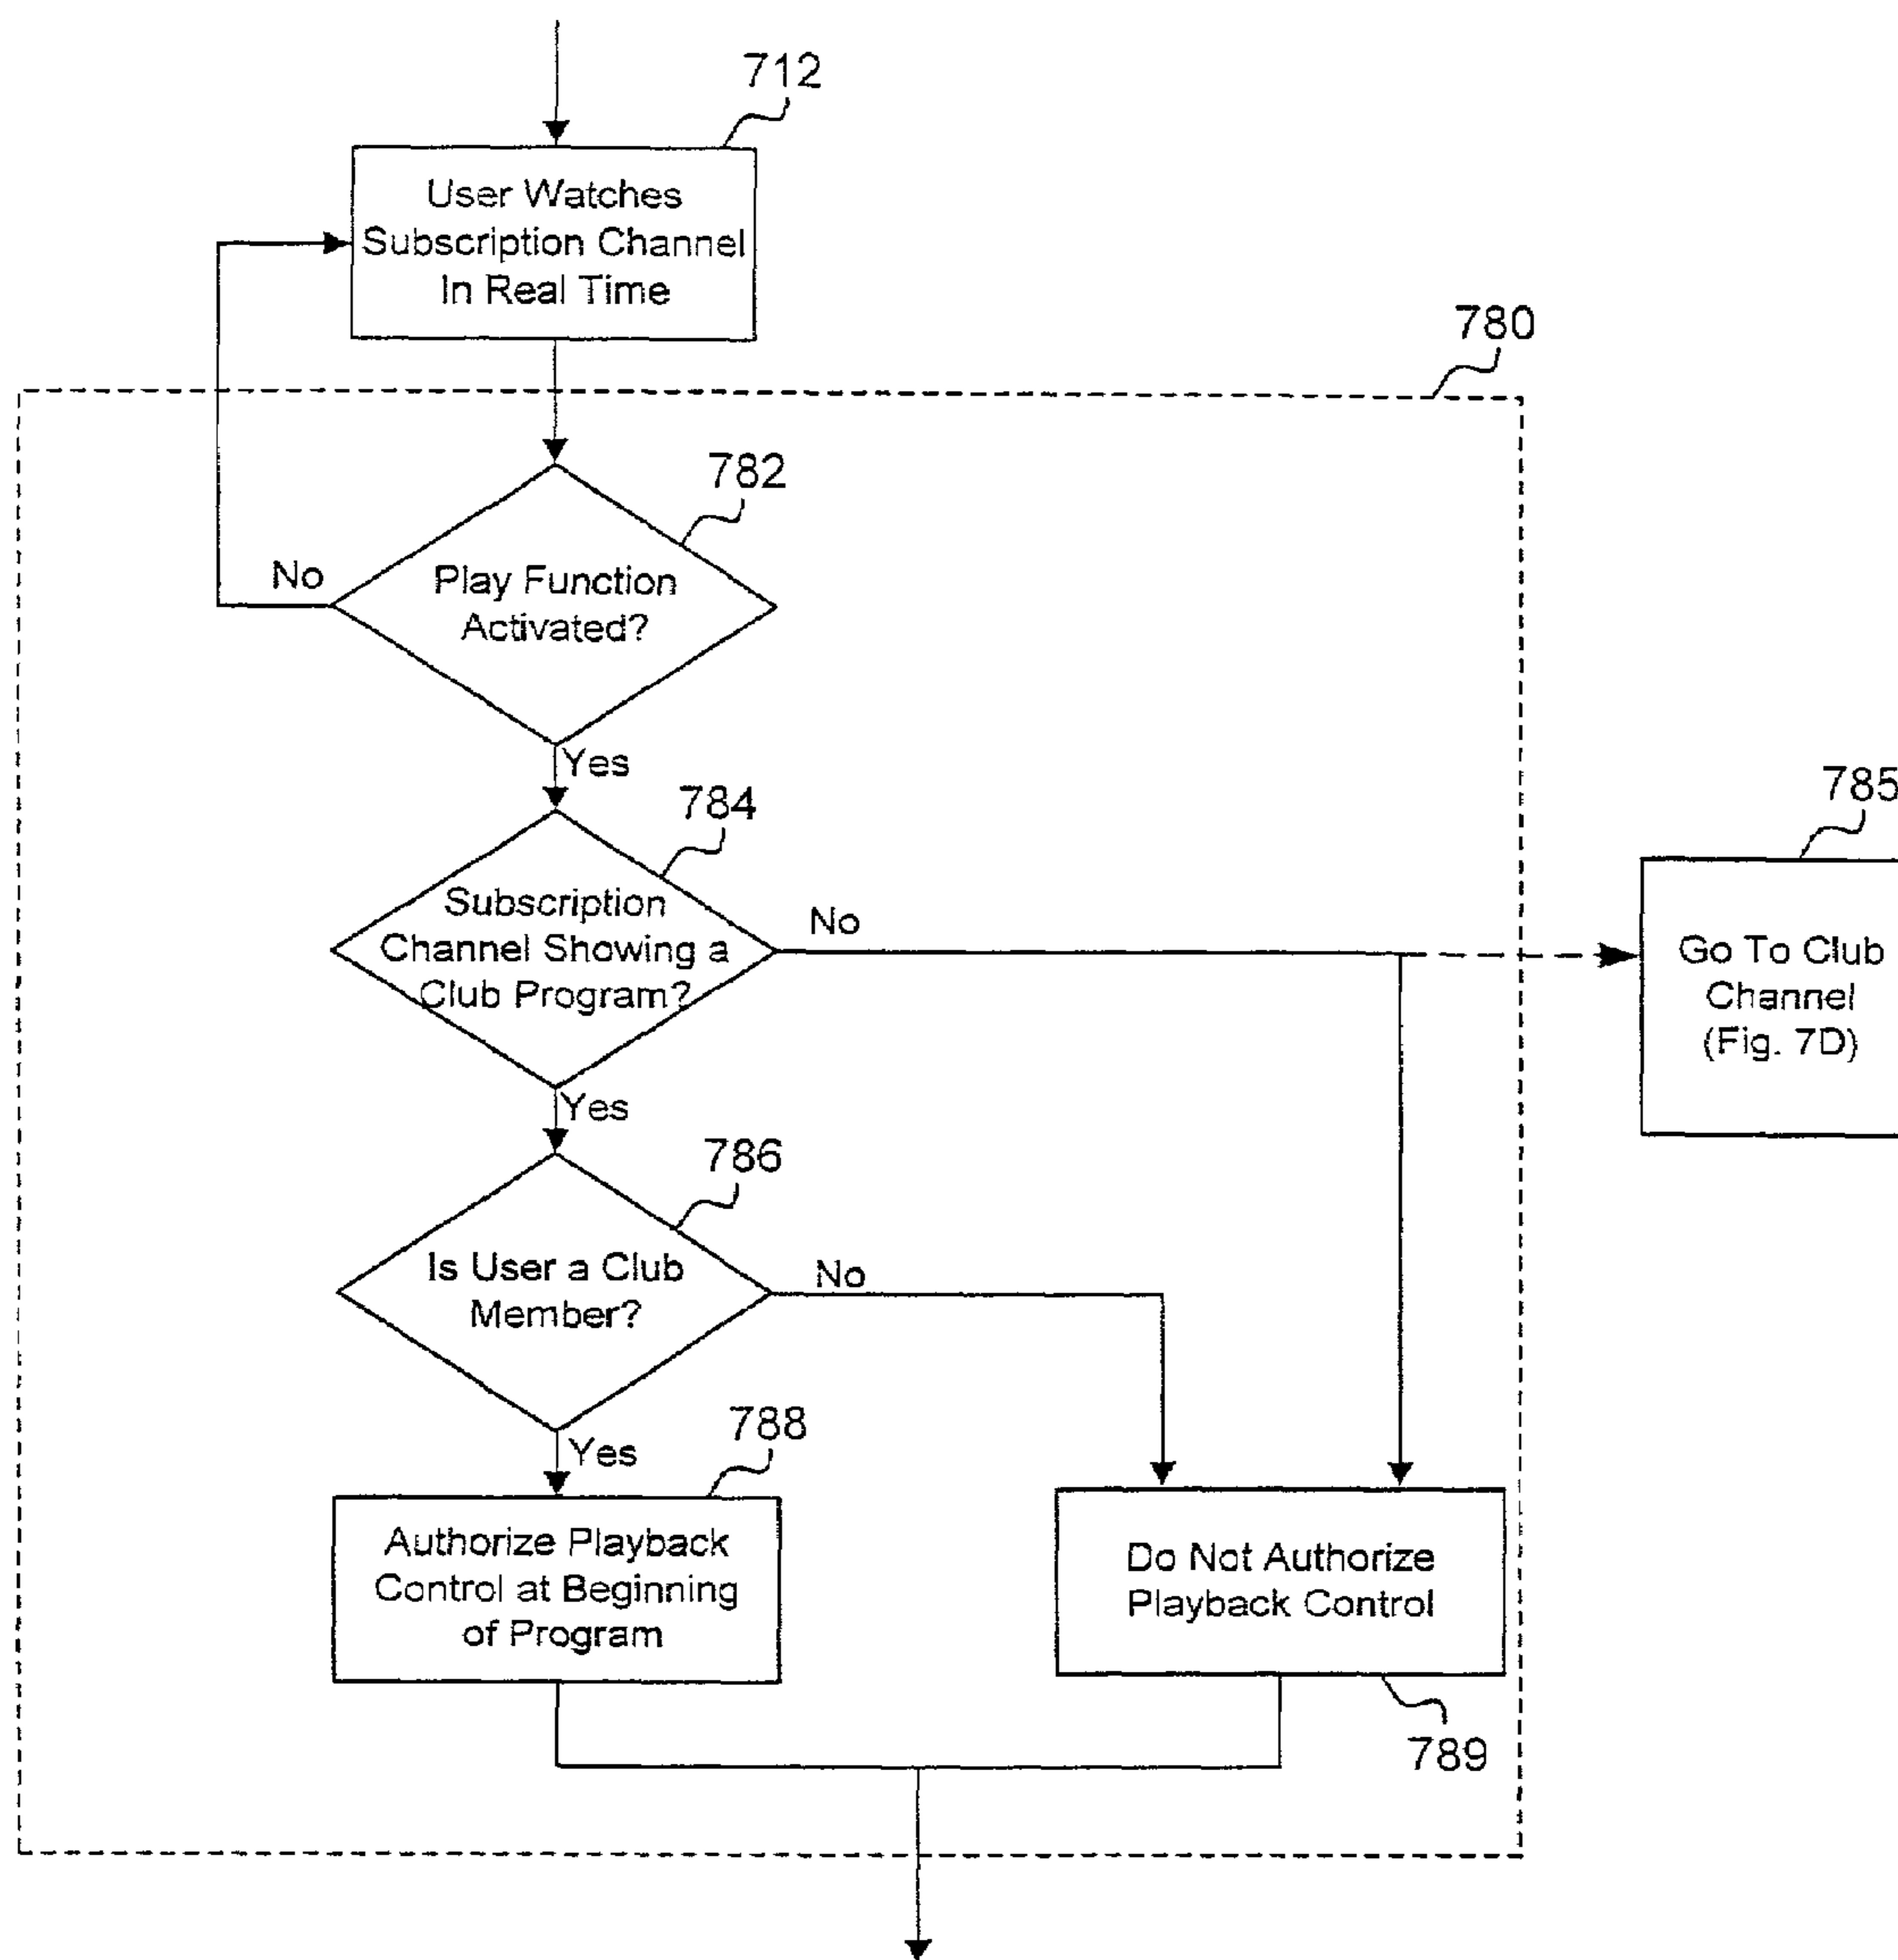 712
User Watches
Subscription Channel
In Real Time
780
782
No
Play Function
Activated?
Yes
784
785
Subscription
Channel Showing a
Club Program?
No
Go To Club
Channel
(Fig. 7D)
Yes
786
Is User a Club
Member?
No
Yes
788
Authorize Playback
Control at Beginning
of Program
Do Not Authorize
Playback Control
789